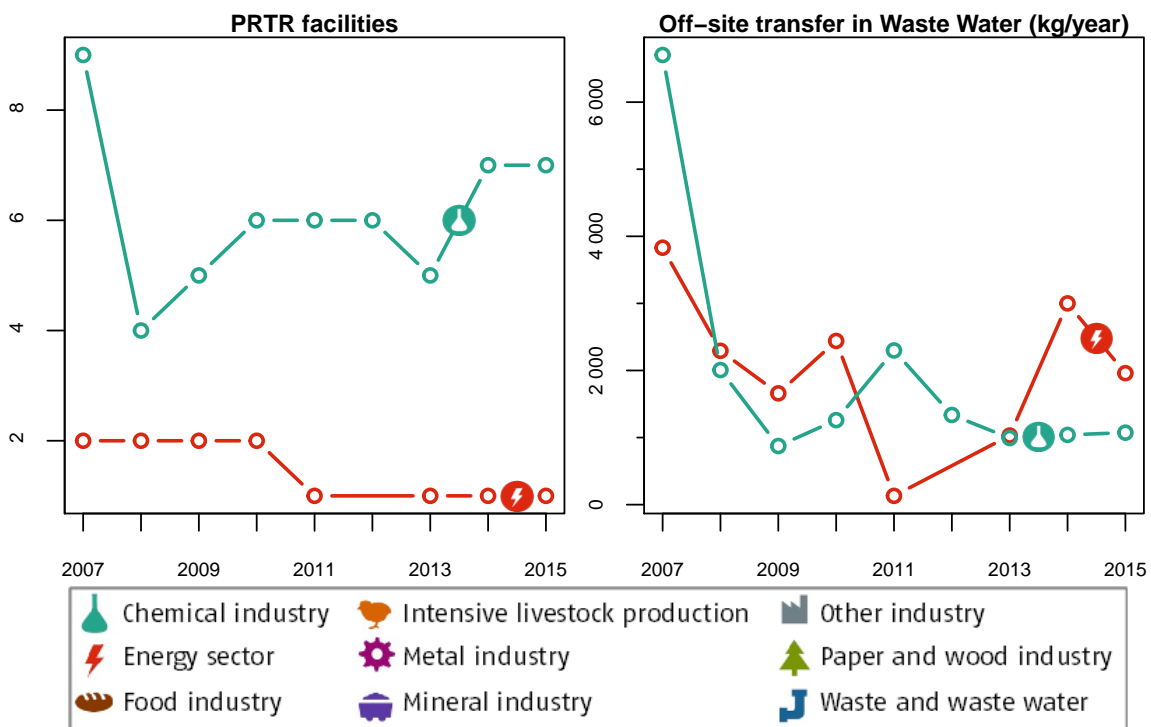 PRTR facilities
8
6
4
2
2007 2009 2011 2013 2015
Off−site transfer in Waste Water (kg/year)
6 000
4 000
2 000
0
2007 2009 2011 2013 2015
Chemical industry Intensive livestock production Other industry
Energy sector Metal industry Paper and wood industry
Food industry Mineral industry Waste and waste water